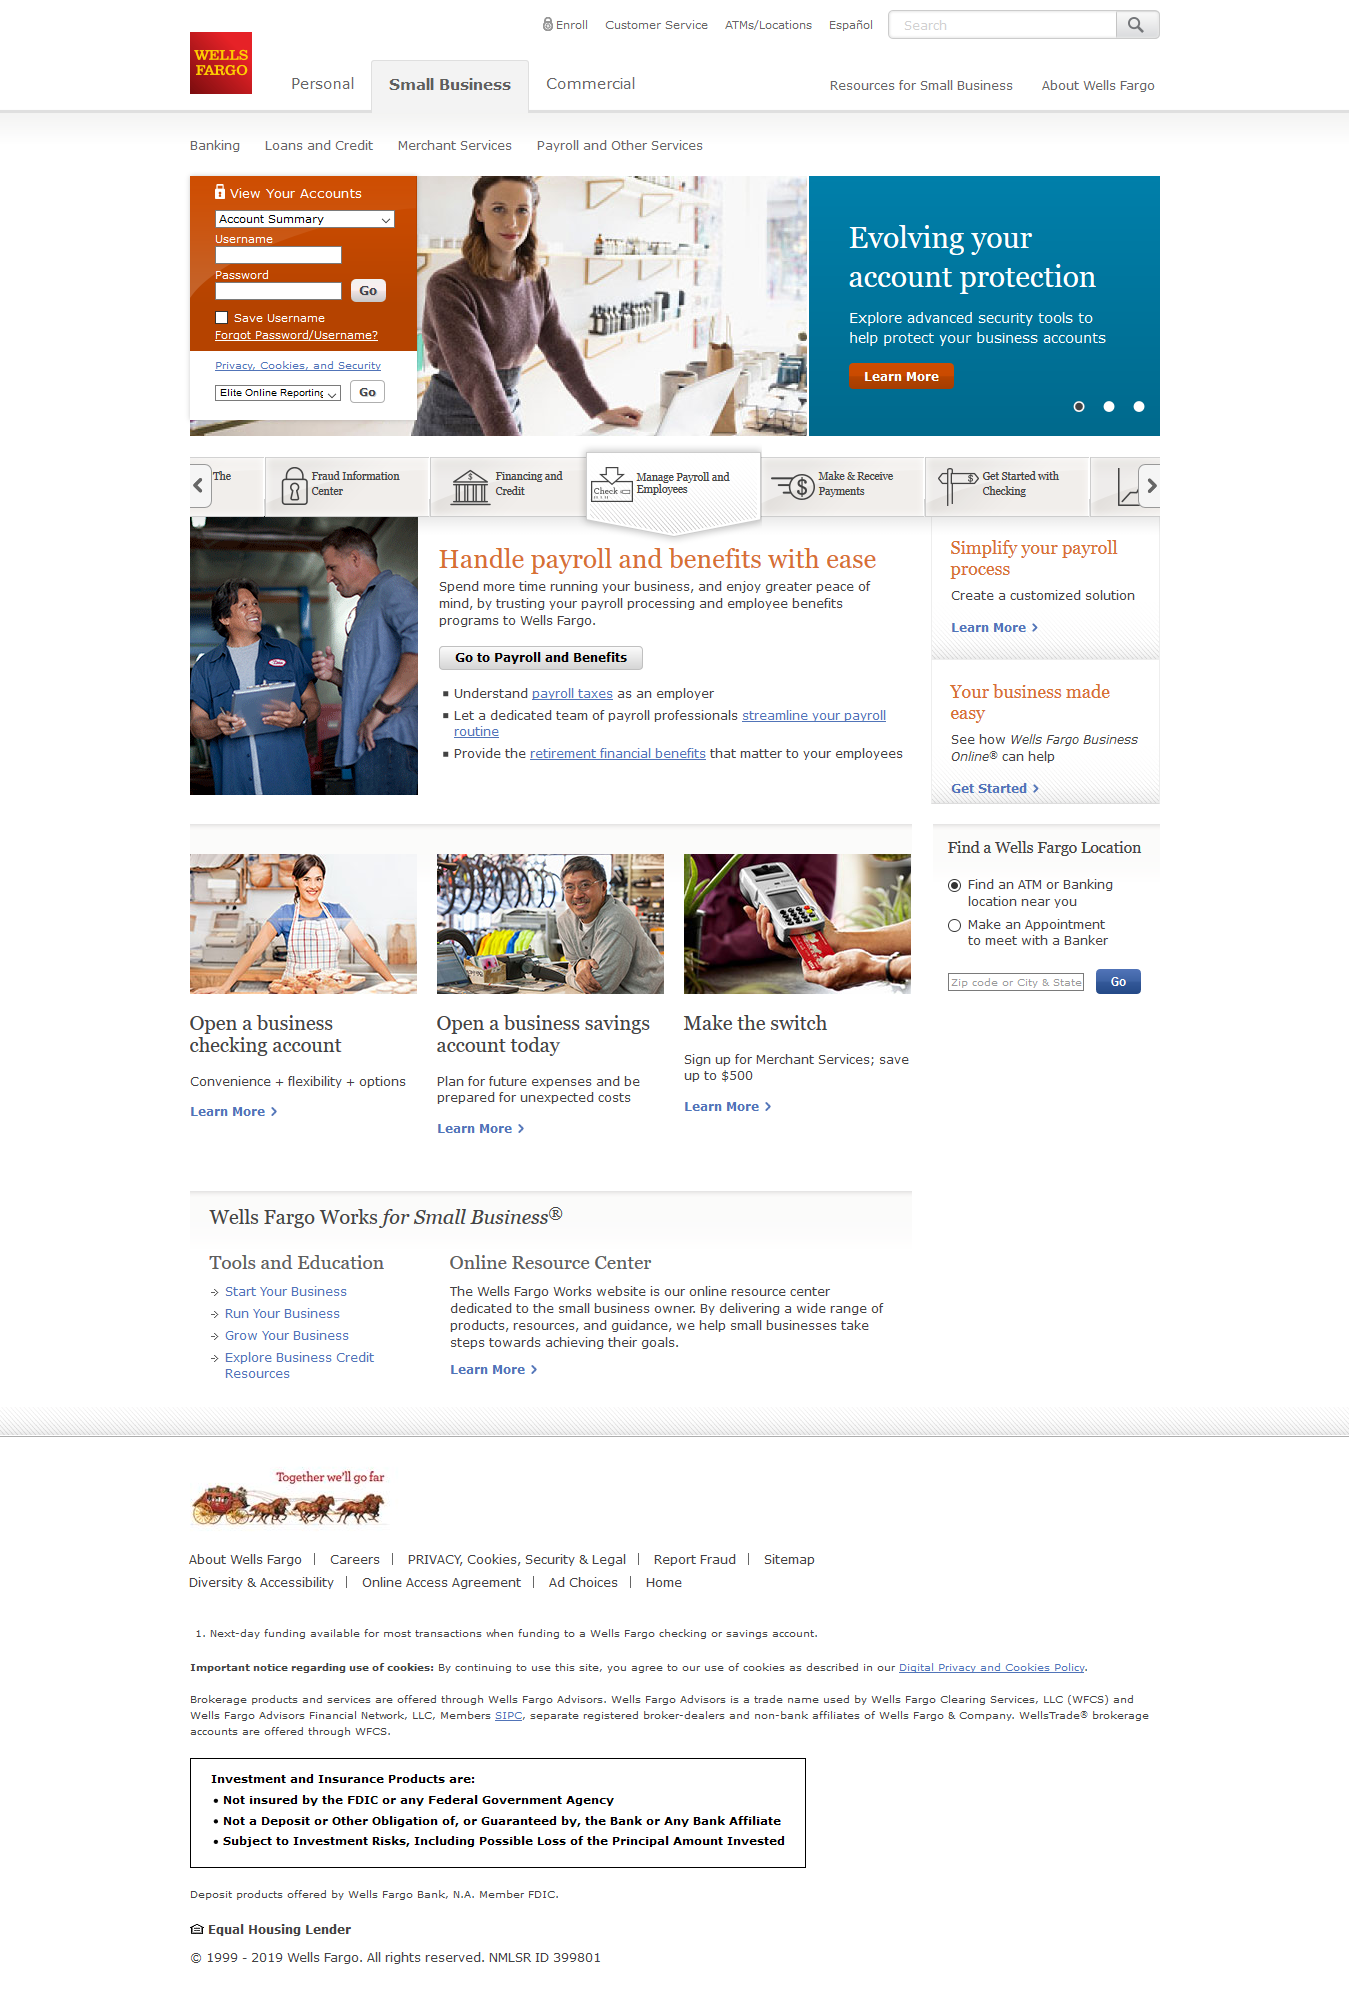 Enroll Customer Service ATMs/Locations Español Search
WELLS
FARGO
Personal Small Business Commercial Resources for Small Business About Wells Fargo
Banking Loans and Credit Merchant Services Payroll and Other Services
View Your Accounts
Account Summary
Username
Password
Go
Save Username
Forgot Password/Username?
Privacy, Cookies, and Security
Elite Online Reporting Go
Evolving your
account protection
Explore advanced security tools to
help protect your business accounts
Learn More
The
Fraud Information
Center
Financing and
Credit
Check
Manage Payroll and
Employees
Make & Receive
Payments
Get Started with
Checking
Handle payroll and benefits with ease
Spend more time running your business, and enjoy greater peace of
mind, by trusting your payroll processing and employee benefits
programs to Wells Fargo.
Go to Payroll and Benefits
Understand payroll taxes as an employer
Let a dedicated team of payroll professionals streamline your payroll
routine
Provide the retirement financial benefits that matter to your employees
Simplify your payroll
process
Create a customized solution
Learn More
Your business made
easy
See how Wells Fargo Business
Online® can help
Get Started
Open a business
checking account
Convenience + flexibility + options
Learn More
Open a business savings
account today
Plan for future expenses and be
prepared for unexpected costs
Learn More
Make the switch
Sign up for Merchant Services; save
up to $500
Learn More
Find a Wells Fargo Location
Find an ATM or Banking
location near you
Make an Appointment
to meet with a Banker
Zip code or City & State Go
Wells Fargo Works for Small Business®
Tools and Education
Start Your Business
Run Your Business
Grow Your Business
Explore Business Credit
Resources
Online Resource Center
The Wells Fargo Works website is our online resource center
dedicated to the small business owner. By delivering a wide range of
products, resources, and guidance, we help small businesses take
steps towards achieving their goals.
Learn More
Together we'll go far
About Wells Fargo | Careers | PRIVACY, Cookies, Security & Legal | Report Fraud | Sitemap
Diversity & Accessibility | Online Access Agreement | Ad Choices | Home
1. Next-day funding available for most transactions when funding to a Wells Fargo checking or savings account.
Important notice regarding use of cookies: By continuing to use this site, you agree to our use of cookies as described in our Digital Privacy and Cookies Policy.
Brokerage products and services are offered through Wells Fargo Advisors. Wells Fargo Advisors is a trade name used by Wells Fargo Clearing Services, LLC (WFCS) and
Wells Fargo Advisors Financial Network, LLC, Members SIPC, separate registered broker-dealers and non-bank affiliates of Wells Fargo & Company. WellsTrade® brokerage
accounts are offered through WFCS.
Investment and Insurance Products are:
• Not insured by the FDIC or any Federal Government Agency
• Not a Deposit or Other Obligation of, or Guaranteed by, the Bank or Any Bank Affiliate
• Subject to Investment Risks, Including Possible Loss of the Principal Amount Invested
Deposit products offered by Wells Fargo Bank, N.A. Member FDIC.
Equal Housing Lender
© 1999 - 2019 Wells Fargo. All rights reserved. NMLSR ID 399801